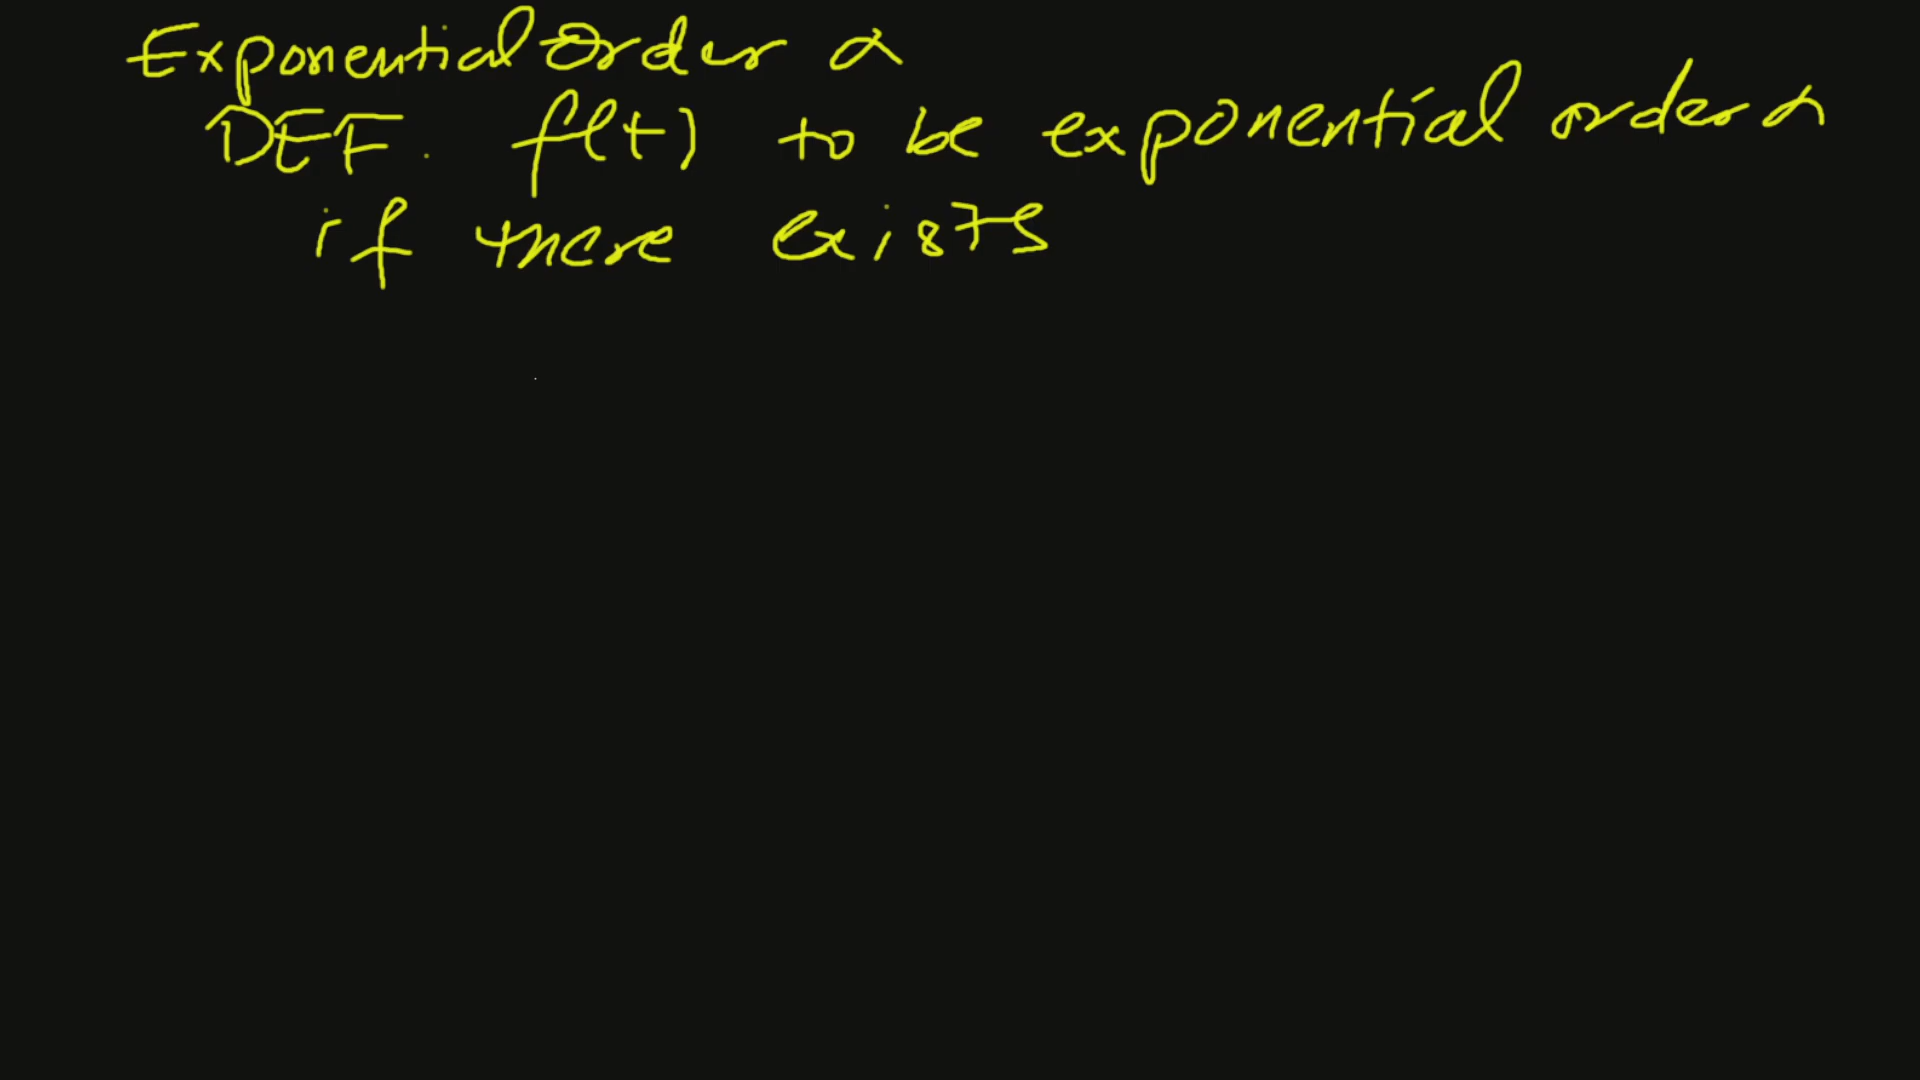 Exponential Order α
DEF. f(t) to be exponential order α
if there exists